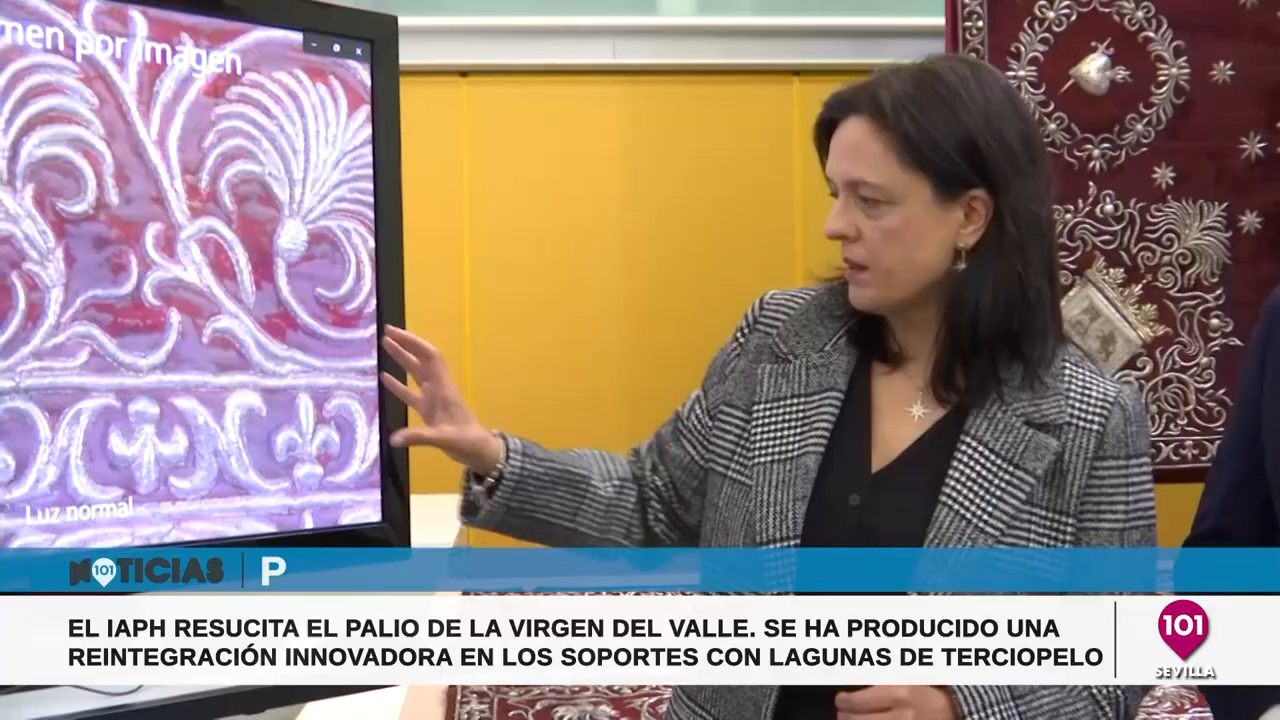 men por imagen
Luz normal
101
NOTICIAS P
EL IAPH RESUCITA EL PALIO DE LA VIRGEN DEL VALLE. SE HA PRODUCIDO UNA
REINTEGRACIÓN INNOVADORA EN LOS SOPORTES CON LAGUNAS DE TERCIOPELO
101
SEVILLA